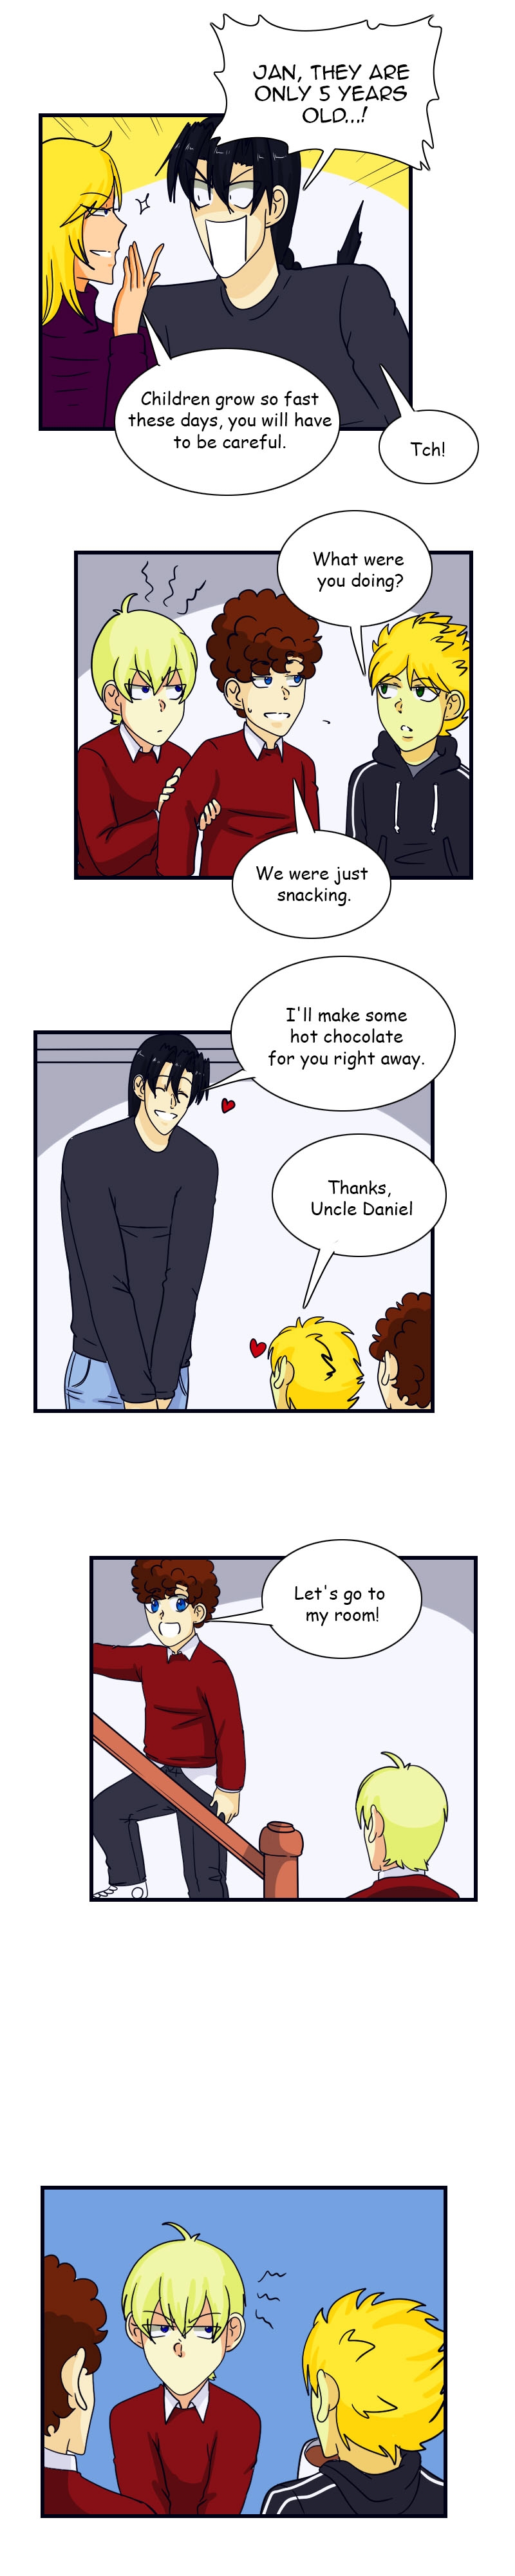 JAN, THEY ARE
ONLY 5 YEARS
OLD...!
Children grow so fast
these days, you will have
to be careful.
Tch!
What were
you doing?
We were just
snacking.
I'll make some
hot chocolate
for you right away.
Thanks,
Uncle Daniel
Let's go to
my room!